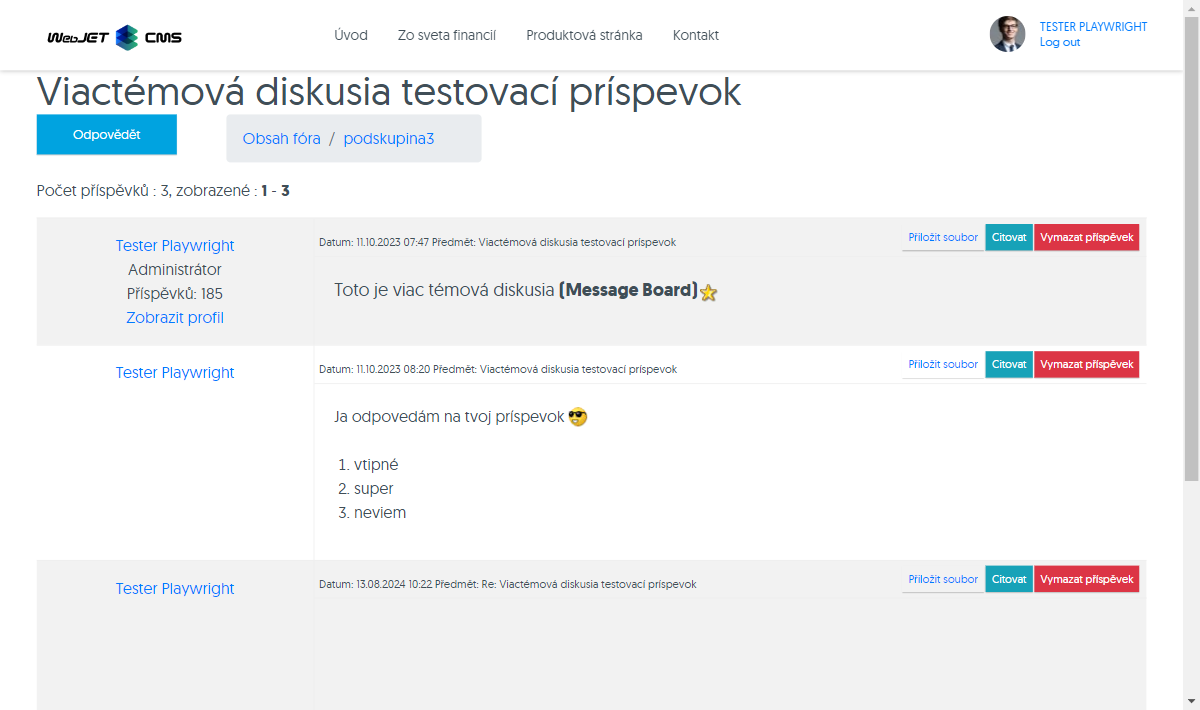 WebJET CMS
Úvod Zo sveta financií Produktová stránka Kontakt
TESTER PLAYWRIGHT
Log out
Viactémová diskusia testovací príspevok
Odpovědět
Obsah fóra / podskupina3
Počet příspěvků : 3, zobrazené : 1 - 3
Tester Playwright
Administrátor
Příspěvků: 185
Zobrazit profil
Datum: 11.10.2023 07:47 Předmět: Viactémová diskusia testovací príspevok
Přiložit soubor Citovat Vymazat příspěvek
Toto je viac témová diskusia (Message Board)
Tester Playwright
Datum: 11.10.2023 08:20 Předmět: Viactémová diskusia testovací príspevok
Přiložit soubor Citovat Vymazat příspěvek
Ja odpovedám na tvoj príspevok
1. vtipné
2. super
3. neviem
Tester Playwright
Datum: 13.08.2024 10:22 Předmět: Re: Viactémová diskusia testovací príspevok
Přiložit soubor Citovat Vymazat příspěvek